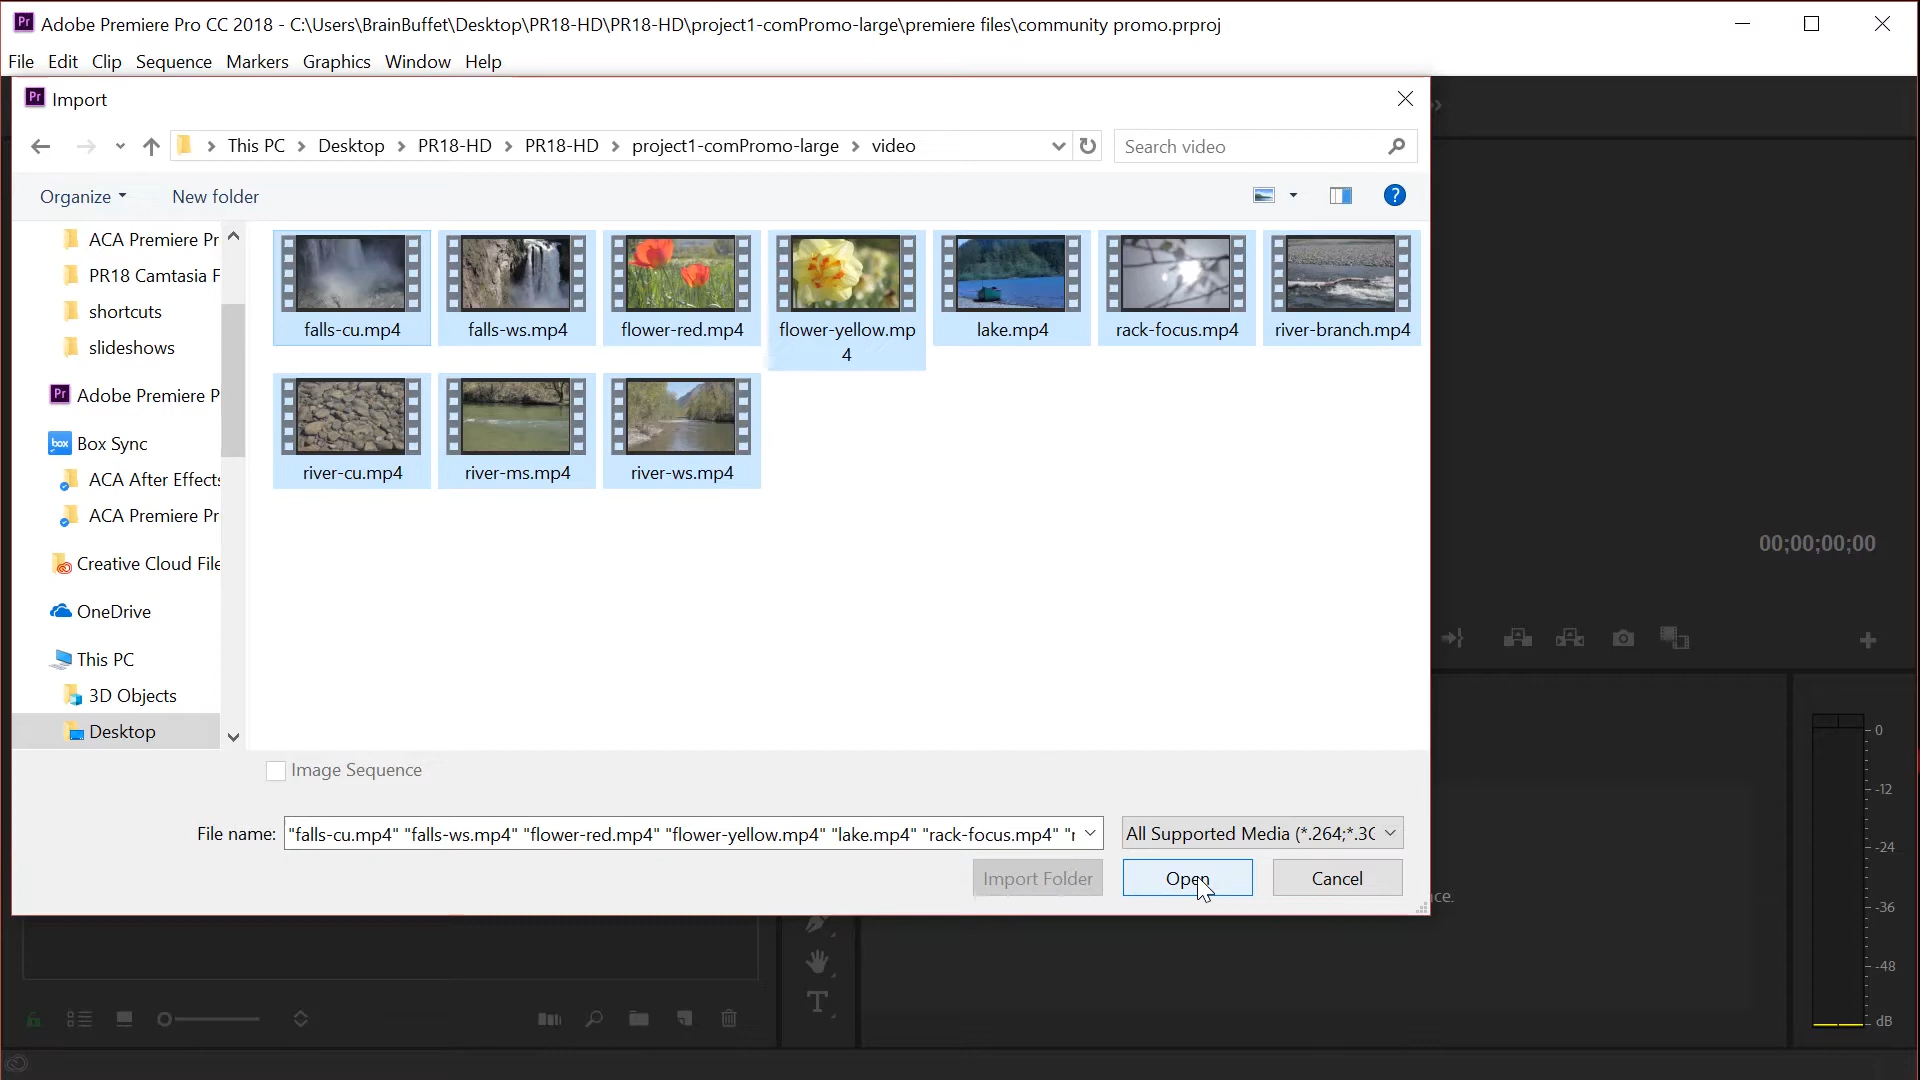 Adobe Premiere Pro CC 2018 - C:\Users\BrainBuffet\Desktop\PR18-HD\PR18-HD\project1-comPromo-large\premiere files\community promo.prproj
File Edit Clip Sequence Markers Graphics Window Help
Import
This PC > Desktop > PR18-HD > PR18-HD > project1-comPromo-large > video
Search video
Organize
New folder
ACA Premiere Pr
PR18 Camtasia F
shortcuts
slideshows
Adobe Premiere P
Box Sync
ACA After Effects
ACA Premiere Pr
Creative Cloud File
OneDrive
This PC
3D Objects
Desktop
falls-cu.mp4
falls-ws.mp4
flower-red.mp4
flower-yellow.mp
4
lake.mp4
rack-focus.mp4
river-branch.mp4
river-cu.mp4
river-ms.mp4
river-ws.mp4
Image Sequence
File name:
"falls-cu.mp4" "falls-ws.mp4" "flower-red.mp4" "flower-yellow.mp4" "lake.mp4" "rack-focus.mp4" "r
All Supported Media (*.264;*.3G
Import Folder
Open
Cancel
00;00;00;00
nce.
0
-12
-24
-36
-48
dB